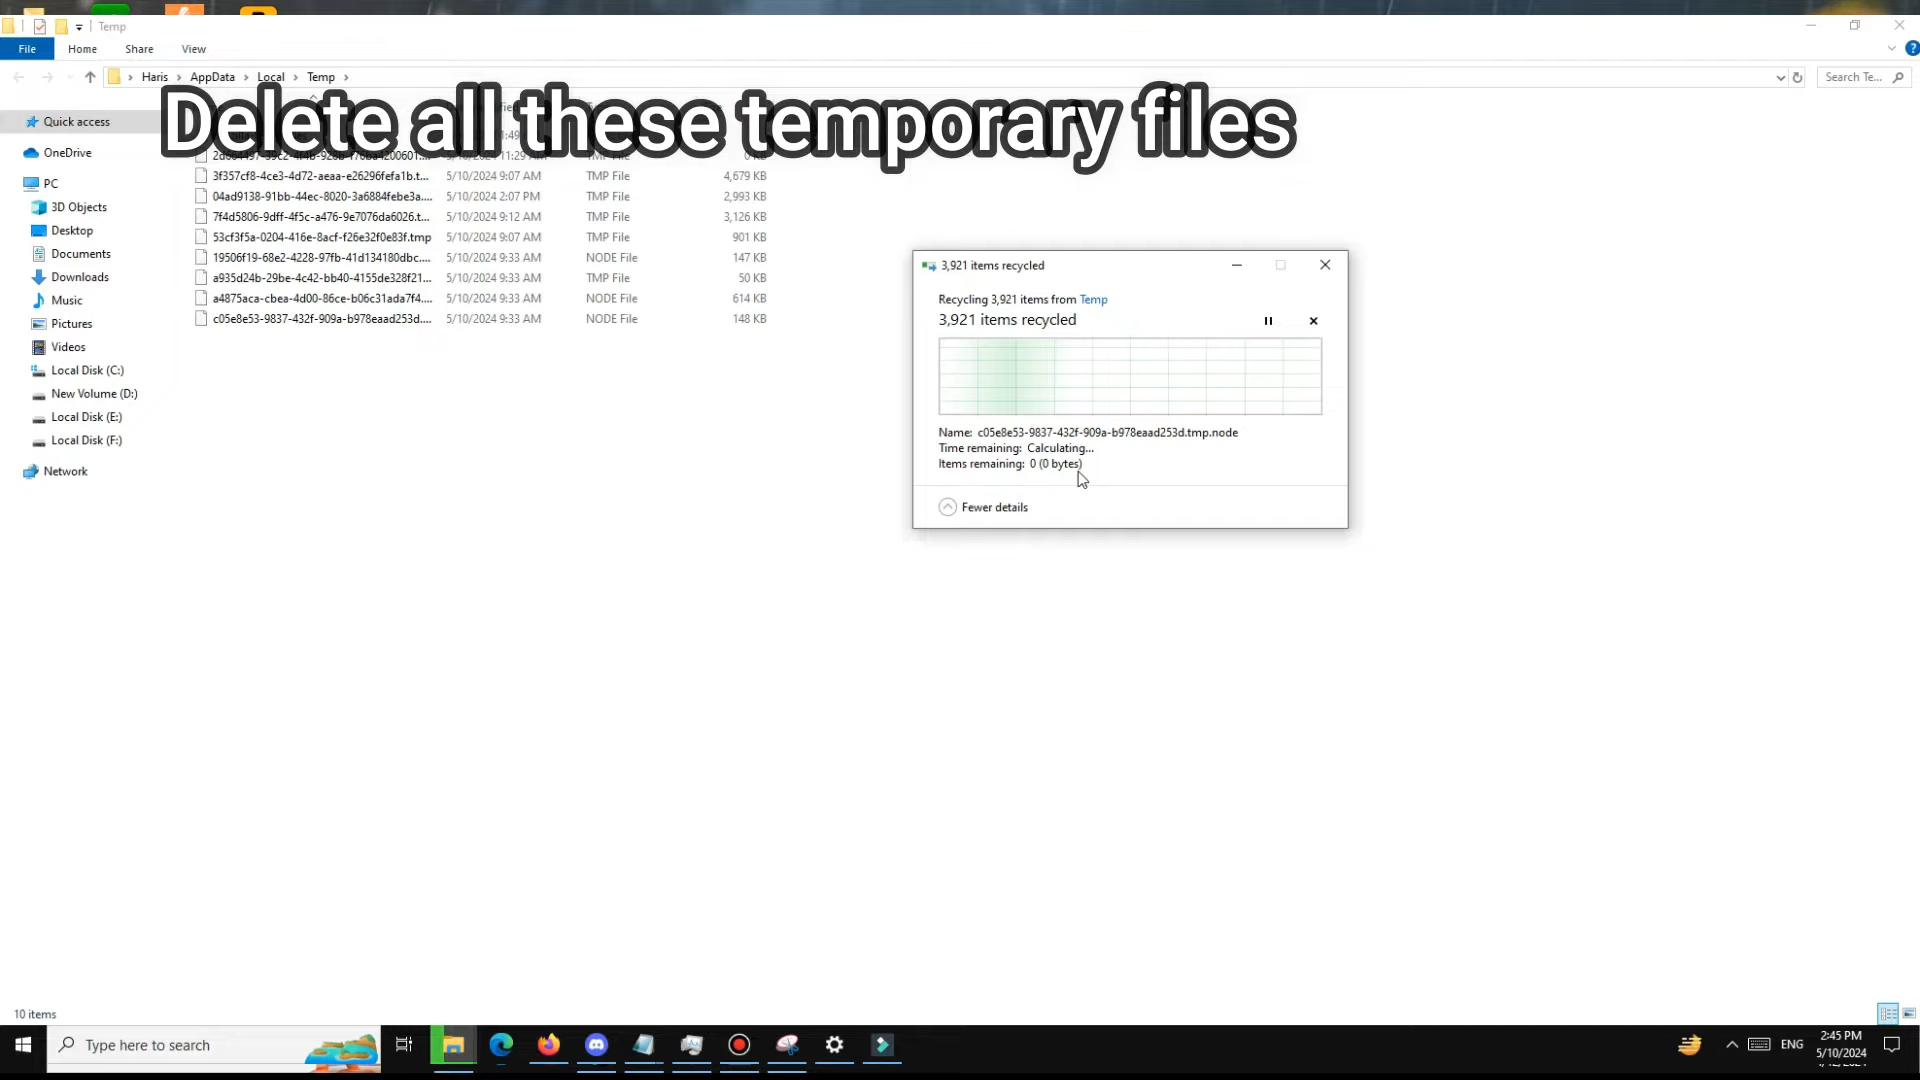 Temp
File Home Share View
Haris AppData Local Temp Search Te...
Delete all these temporary files
Quick access
OneDrive
PC
3D Objects
Desktop
Documents
Downloads
Music
Pictures
Videos
Local Disk (C:)
New Volume (D:)
Local Disk (E:)
Local Disk (F:)
Network
3f357cf8-4ce3-4d72-aeaa-e26296fefa1b.t... 5/10/2024 9:07 AM TMP File 4,679 KB
04ad9138-91bb-44ec-8020-3a6884febe3a.... 5/10/2024 2:07 PM TMP File 2,993 KB
7f4d5806-9dff-4f5c-a476-9e7076da6026.t... 5/10/2024 9:12 AM TMP File 3,126 KB
53cf3f5a-0204-416e-8acf-f26e32f0e83f.tmp 5/10/2024 9:07 AM TMP File 901 KB
19506f19-68e2-4228-97fb-41d134180dbc.... 5/10/2024 9:33 AM NODE File 147 KB
a935d24b-29be-4c42-bb40-4155de328f21... 5/10/2024 9:33 AM TMP File 50 KB
a4875aca-cbea-4d00-86ce-b06c31ada7f4.... 5/10/2024 9:33 AM NODE File 614 KB
c05e8e53-9837-432f-909a-b978eaad253d.... 5/10/2024 9:33 AM NODE File 148 KB
3,921 items recycled
Recycling 3,921 items from Temp
3,921 items recycled
Name: c05e8e53-9837-432f-909a-b978eaad253d.tmp.node
Time remaining: Calculating...
Items remaining: 0 (0 bytes)
Fewer details
10 items
Type here to search
ENG
2:45 PM
5/10/2024